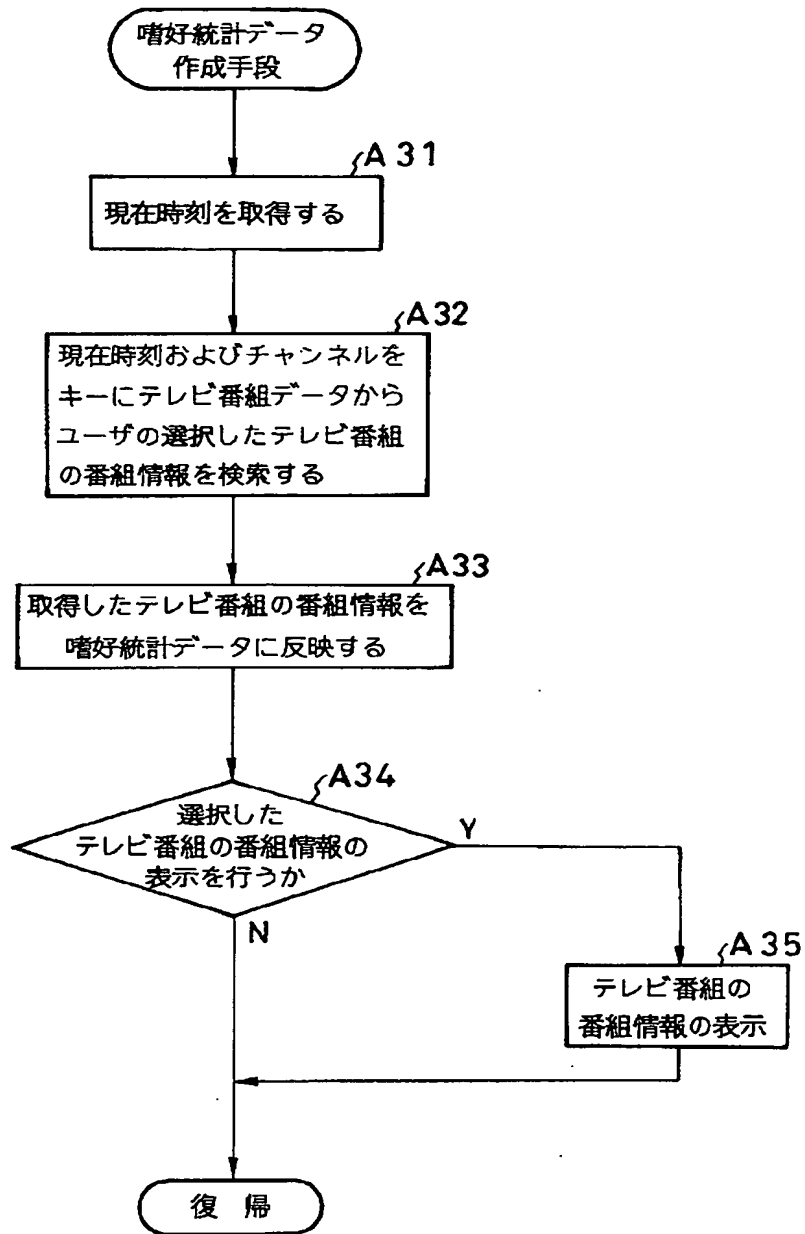 嗜好統計データ
作成手段
A31
現在時刻を取得する
A32
現在時刻およびチャンネルを
キーにテレビ番組データから
ユーザの選択したテレビ番組
の番組情報を検索する
A33
取得したテレビ番組の番組情報を
嗜好統計データに反映する
A34
選択した
テレビ番組の番組情報の
表示を行うか
Y
N
A35
テレビ番組の
番組情報の表示
復 帰